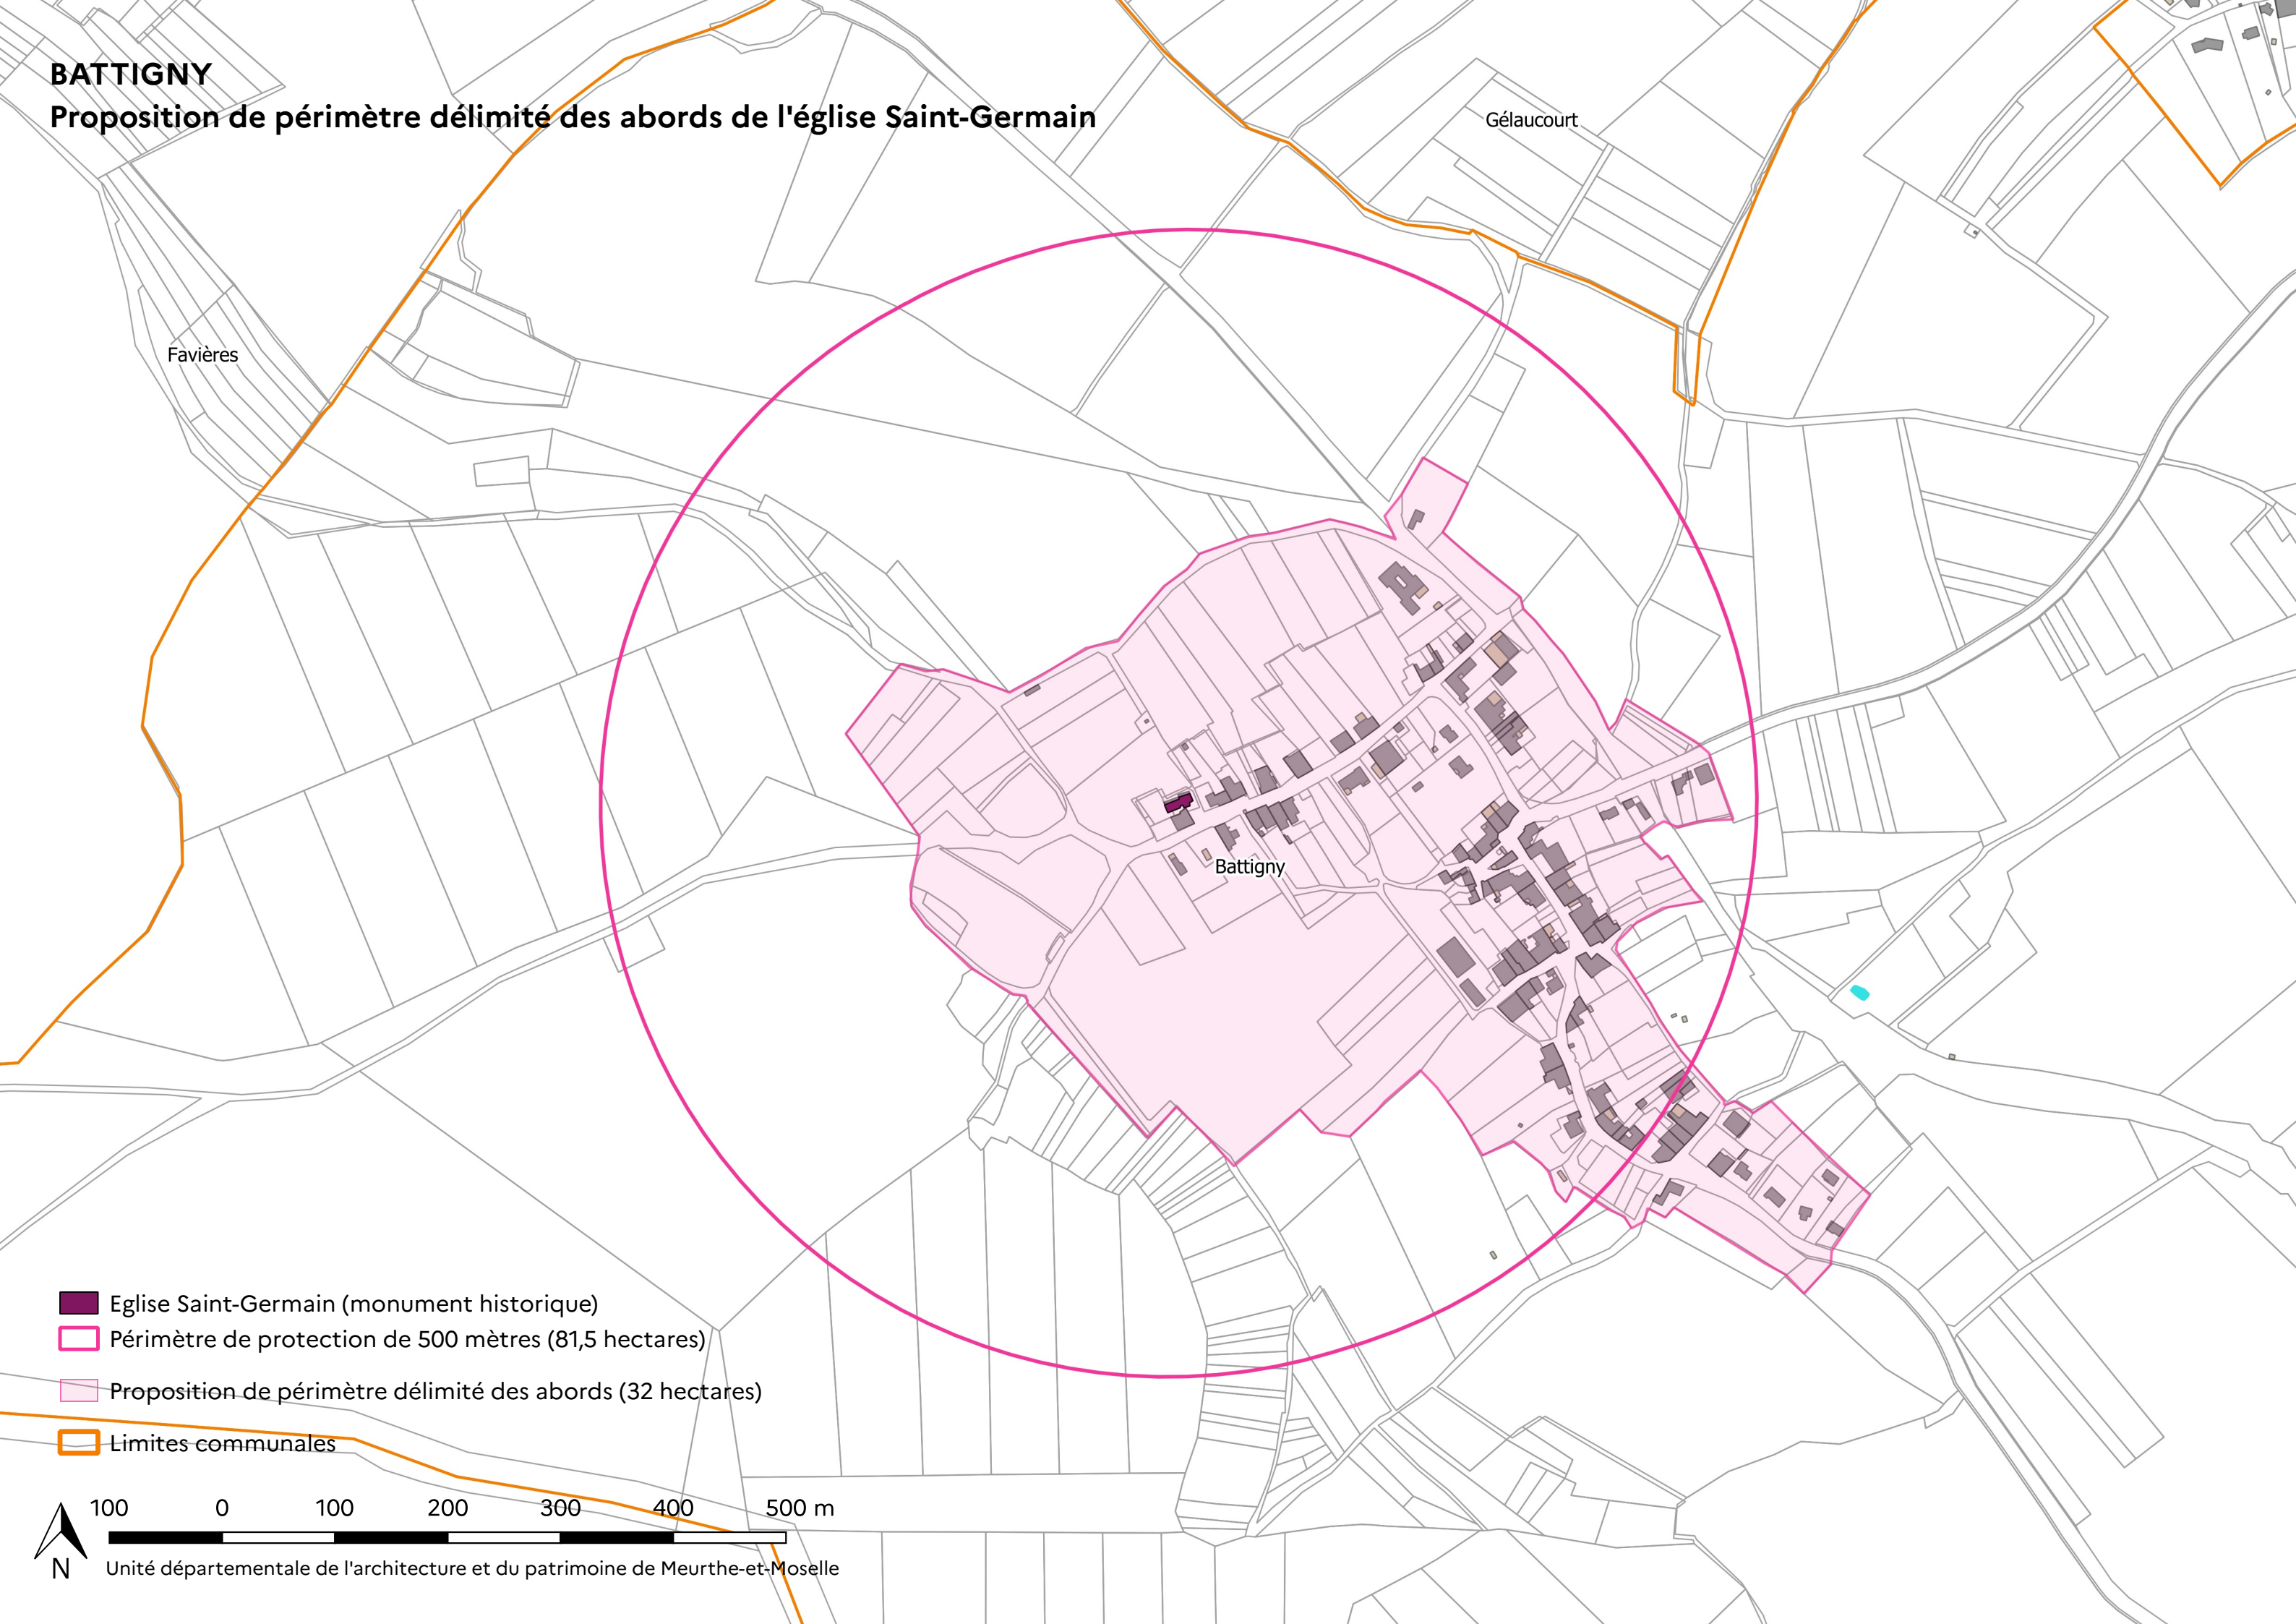 BATTIGNY
Proposition de périmètre délimité des abords de l'église Saint-Germain
Gélaucourt
Favières
Battigny
Eglise Saint-Germain (monument historique)
Périmètre de protection de 500 mètres (81,5 hectares)
Proposition de périmètre délimité des abords (32 hectares)
Limites communales
100 0 100 200 300 400 500 m
N
Unité départementale de l'architecture et du patrimoine de Meurthe-et-Moselle